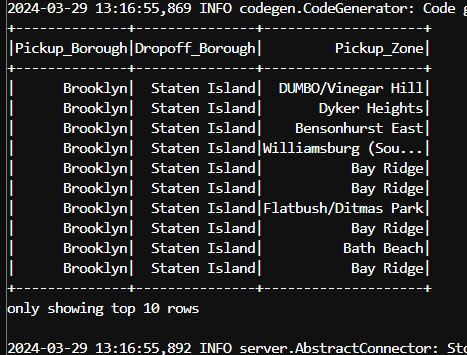 2024-03-29 13:16:55,869 INFO codegen.CodeGenerator: Code
+--------------+---------------+--------------------+
|Pickup_Borough|Dropoff_Borough|         Pickup_Zone|
+--------------+---------------+--------------------+
|      Brooklyn|  Staten Island| DUMBO/Vinegar Hill|
|      Brooklyn|  Staten Island|       Dyker Heights|
|      Brooklyn|  Staten Island|    Bensonhurst East|
|      Brooklyn|  Staten Island|Williamsburg (Sou...|
|      Brooklyn|  Staten Island|           Bay Ridge|
|      Brooklyn|  Staten Island|           Bay Ridge|
|      Brooklyn|  Staten Island|Flatbush/Ditmas Park|
|      Brooklyn|  Staten Island|           Bay Ridge|
|      Brooklyn|  Staten Island|          Bath Beach|
|      Brooklyn|  Staten Island|           Bay Ridge|
+--------------+---------------+--------------------+
only showing top 10 rows
2024-03-29 13:16:55,892 INFO server.AbstractConnector: